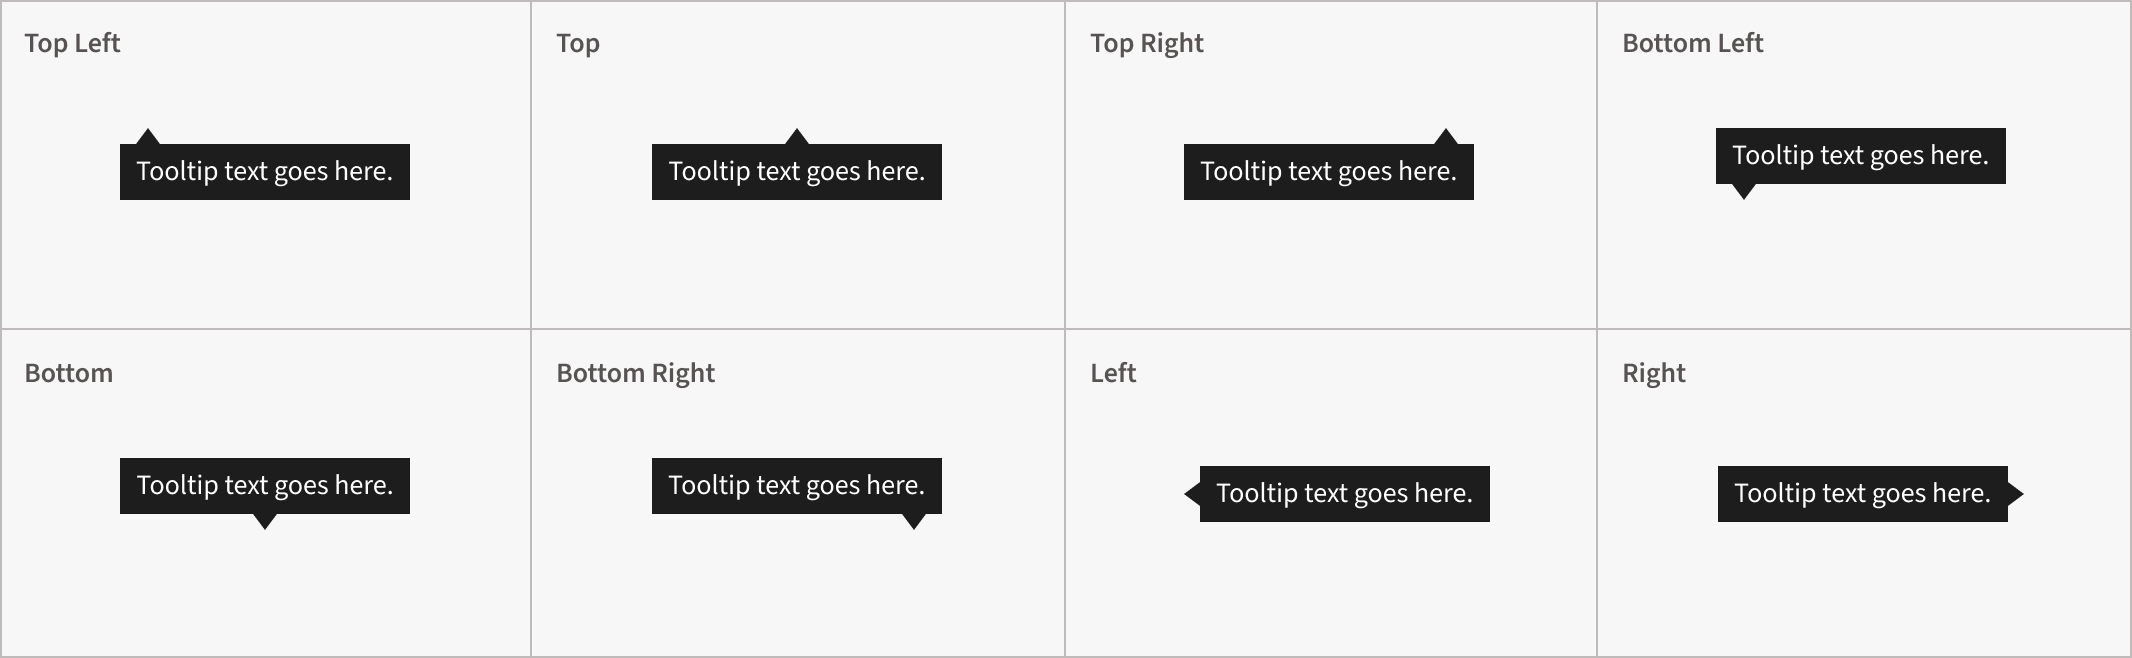 Top Left
Tooltip text goes here.
Top
Tooltip text goes here.
Top Right
Tooltip text goes here.
Bottom Left
Tooltip text goes here.
Bottom
Tooltip text goes here.
Bottom Right
Tooltip text goes here.
Left
Tooltip text goes here.
Right
Tooltip text goes here.